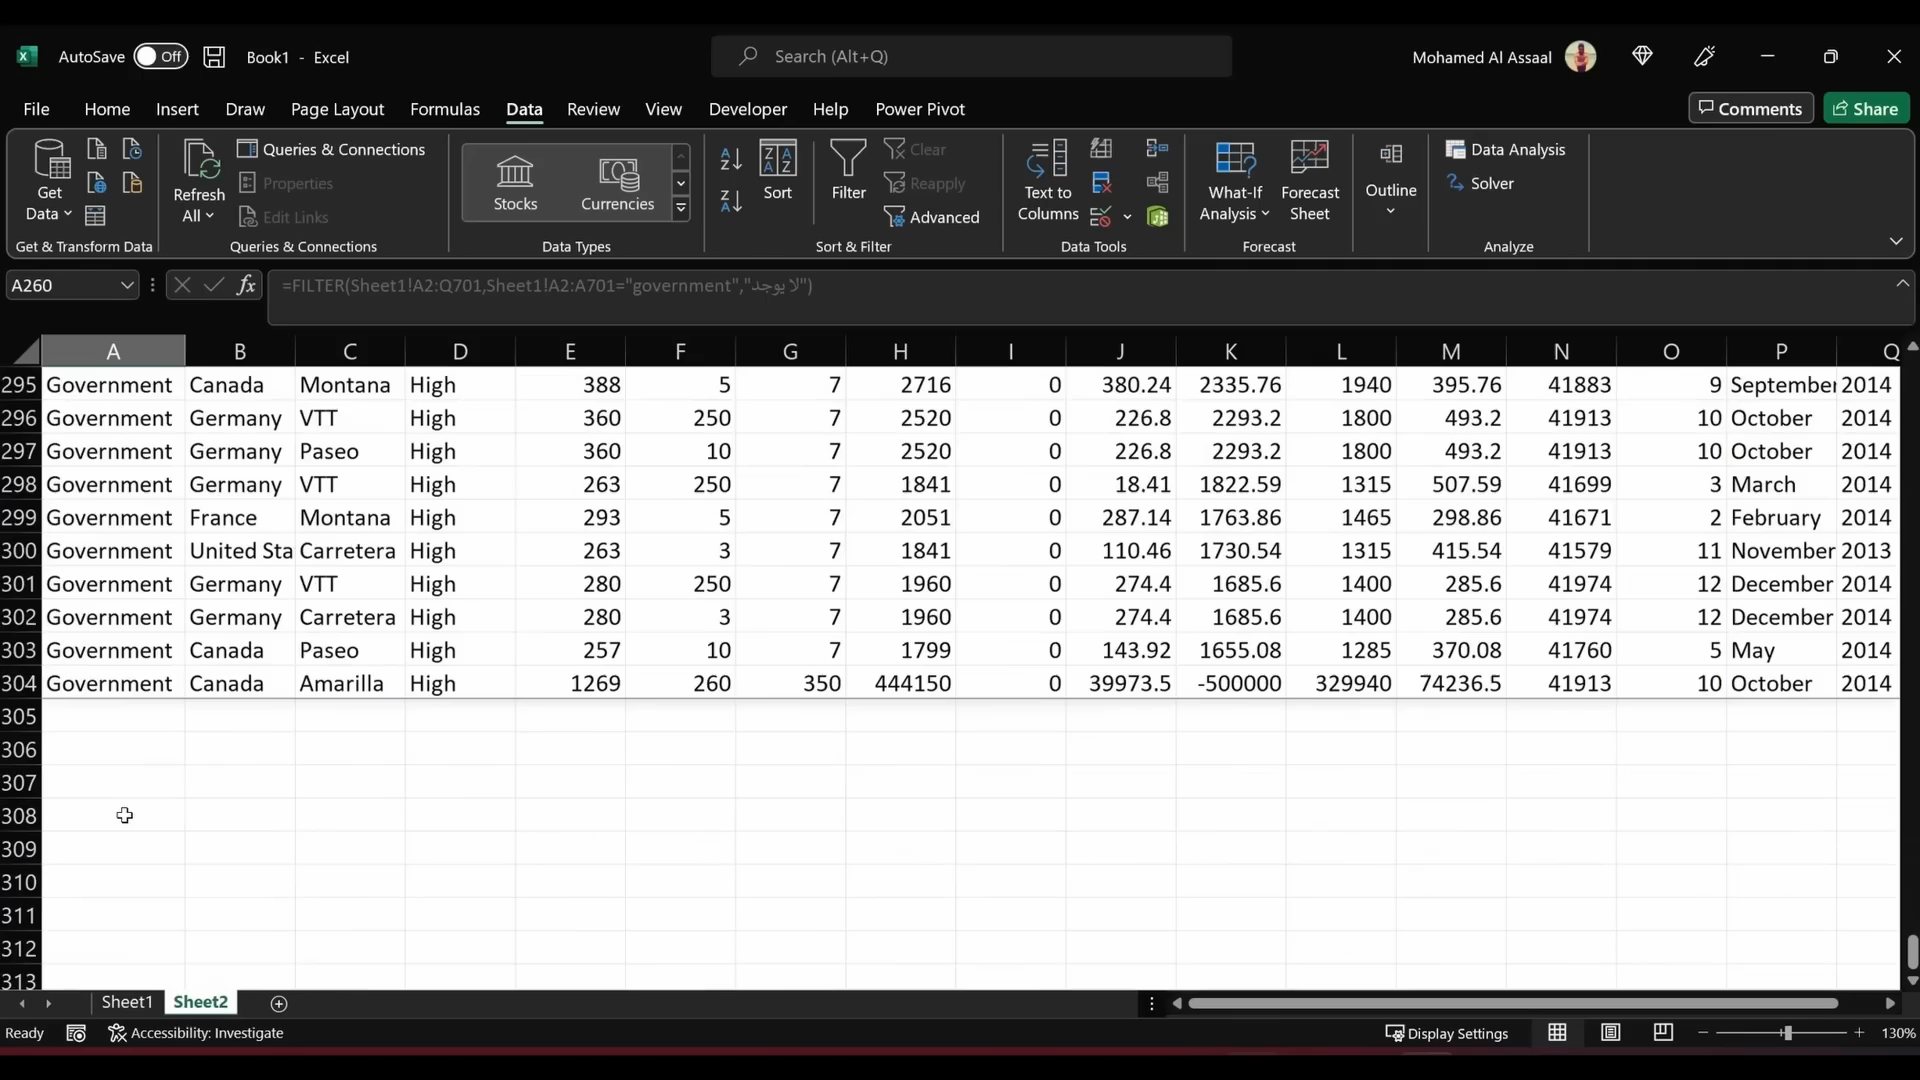 AutoSave Off Book1 - Excel Search (Alt+Q) Mohamed Al Assaal
File Home Insert Draw Page Layout Formulas Data Review View Developer Help Power Pivot Comments Share
Get Data
Get & Transform Data
Refresh All
Queries & Connections
Properties
Edit Links
Queries & Connections
Stocks Currencies
Data Types
Sort
Filter
Clear
Reapply
Advanced
Sort & Filter
Text to Columns
Data Tools
What-If Analysis
Forecast Sheet
Forecast
Outline
Data Analysis
Solver
Analyze
A260 fx =FILTER(Sheet1!A2:Q701,Sheet1!A2:A701="government","لا يوجد")
A B C D E F G H I J K L M N O P Q
295 Government Canada Montana High 388 5 7 2716 0 380.24 2335.76 1940 395.76 41883 9 September 2014
296 Government Germany VTT High 360 250 7 2520 0 226.8 2293.2 1800 493.2 41913 10 October 2014
297 Government Germany Paseo High 360 10 7 2520 0 226.8 2293.2 1800 493.2 41913 10 October 2014
298 Government Germany VTT High 263 250 7 1841 0 18.41 1822.59 1315 507.59 41699 3 March 2014
299 Government France Montana High 293 5 7 2051 0 287.14 1763.86 1465 298.86 41671 2 February 2014
300 Government United Sta Carretera High 263 3 7 1841 0 110.46 1730.54 1315 415.54 41579 11 November 2013
301 Government Germany VTT High 280 250 7 1960 0 274.4 1685.6 1400 285.6 41974 12 December 2014
302 Government Germany Carretera High 280 3 7 1960 0 274.4 1685.6 1400 285.6 41974 12 December 2014
303 Government Canada Paseo High 257 10 7 1799 0 143.92 1655.08 1285 370.08 41760 5 May 2014
304 Government Canada Amarilla High 1269 260 350 444150 0 39973.5 -500000 329940 74236.5 41913 10 October 2014
305
306
307
308
309
310
311
312
313
Sheet1 Sheet2
Ready Accessibility: Investigate Display Settings 130%